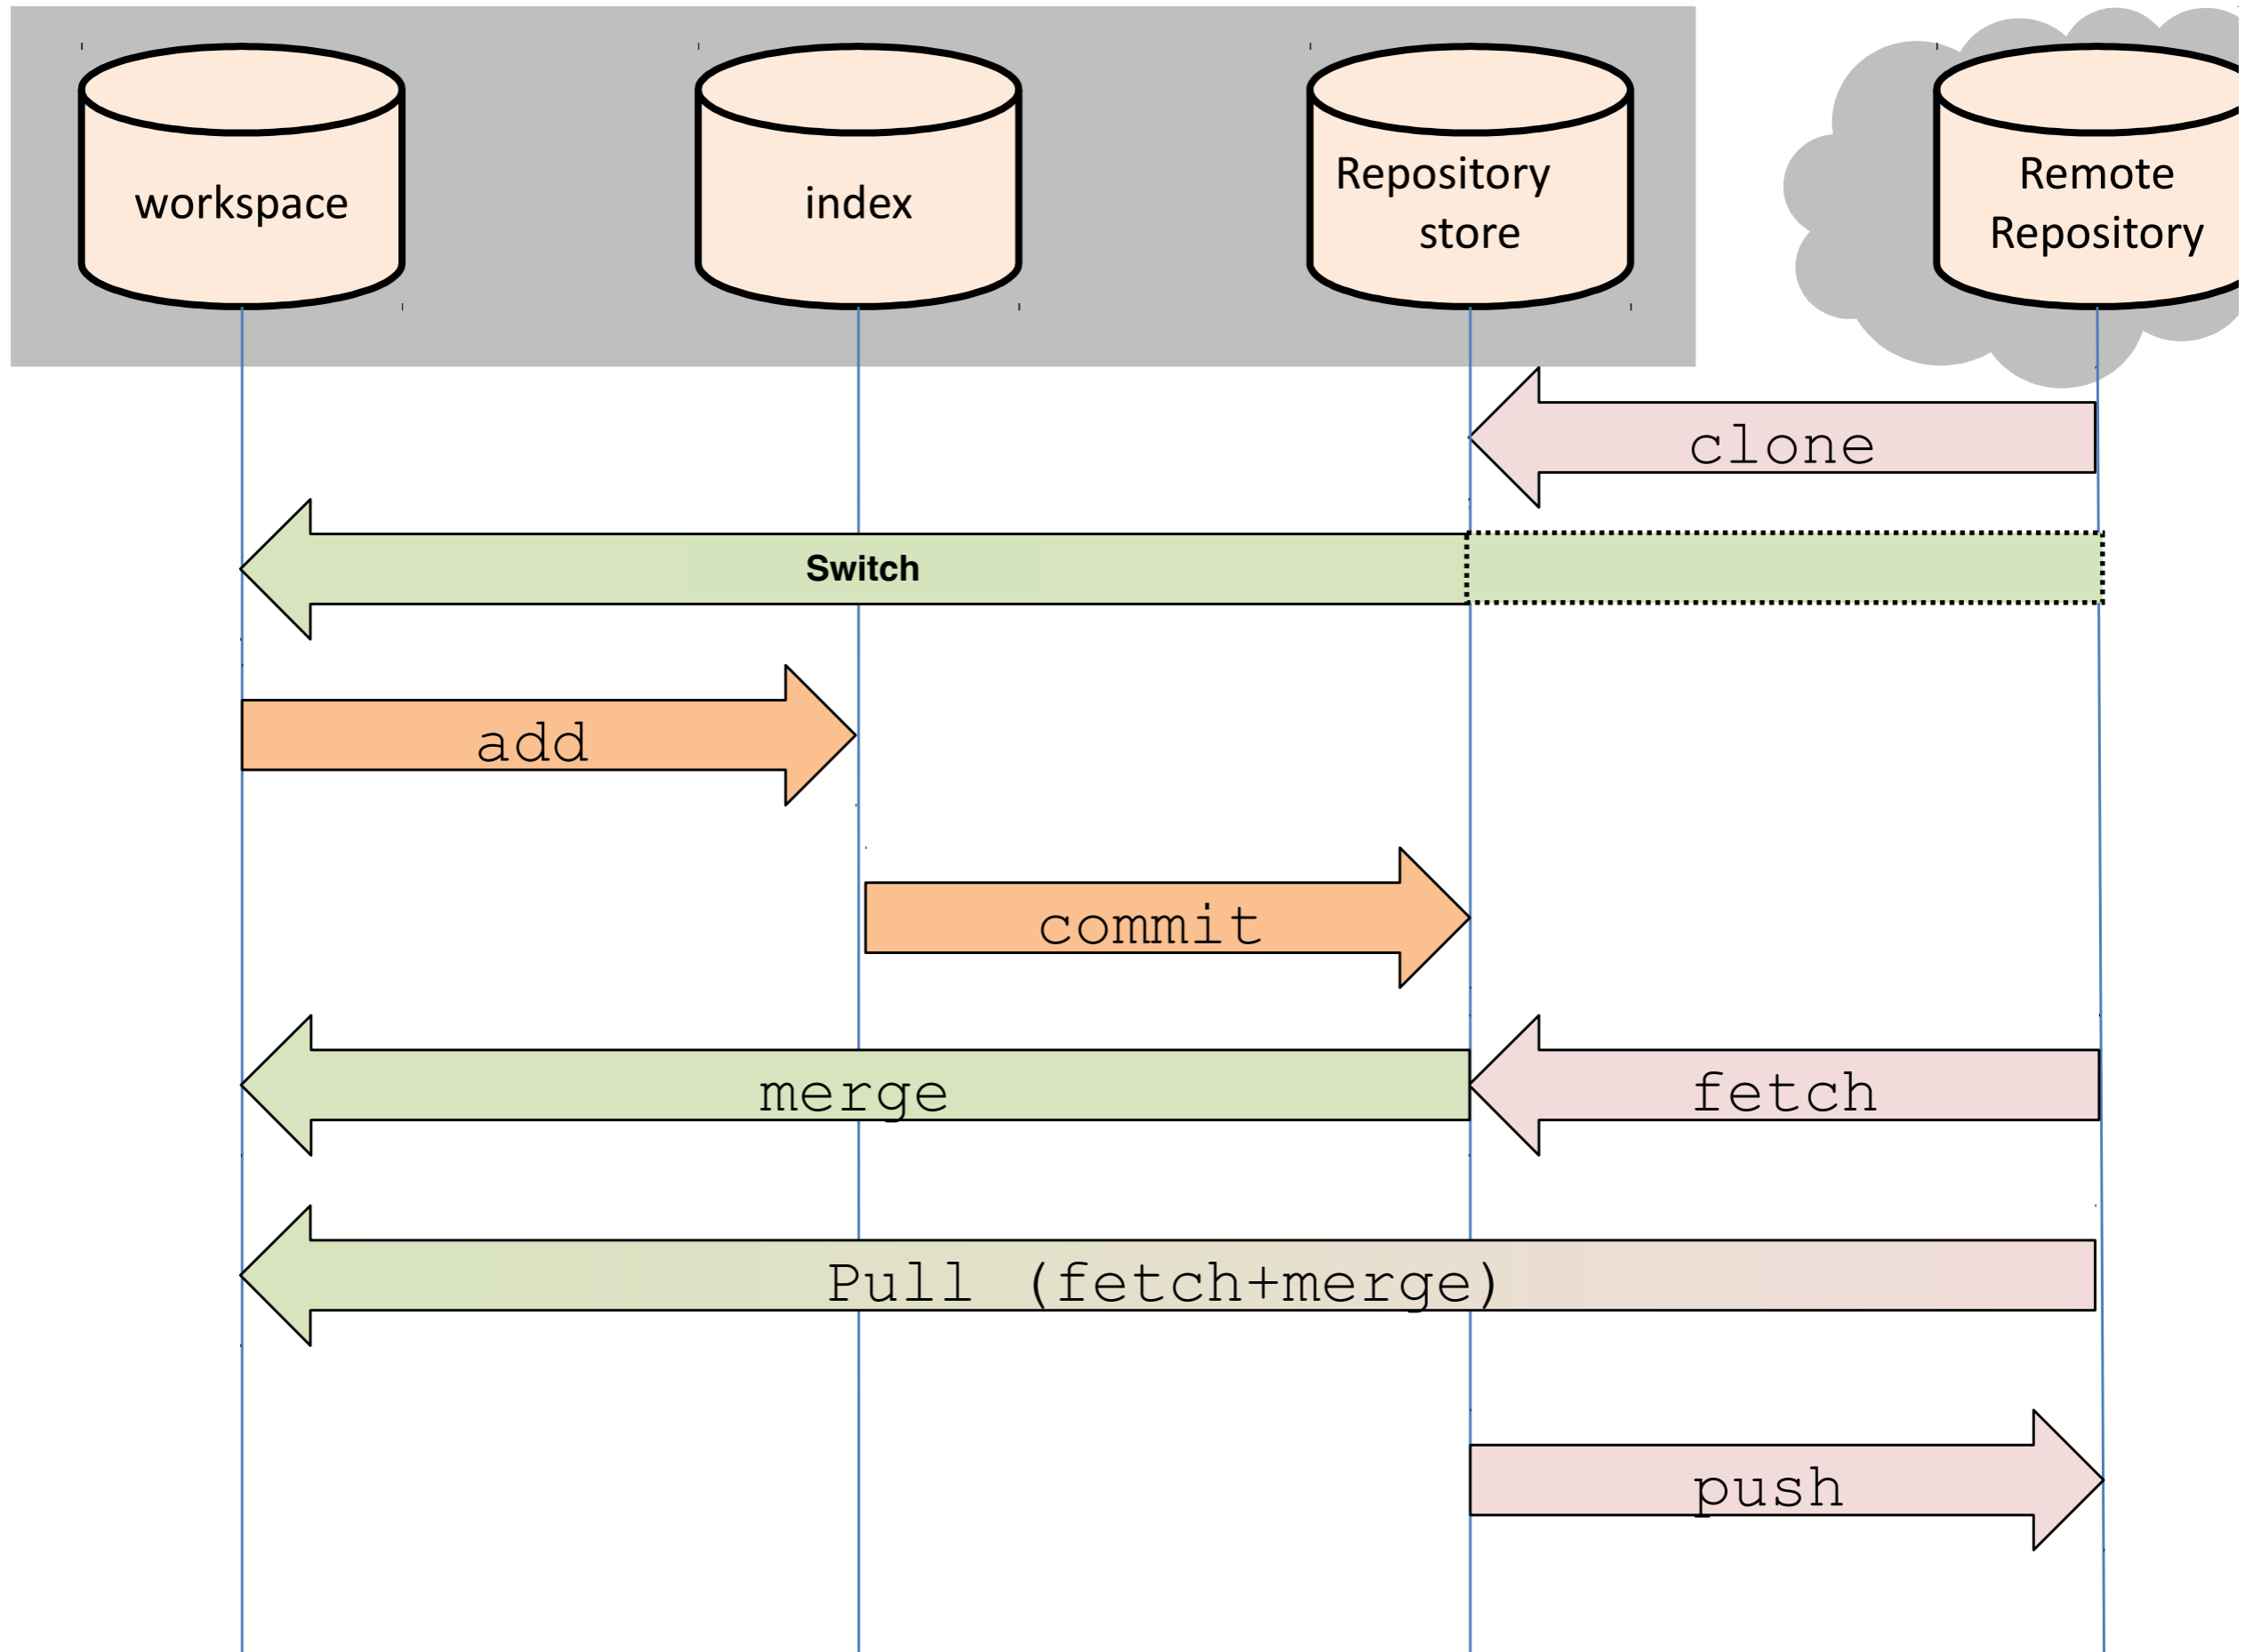 workspace
index
Repository
store
Remote
Repository
clone
Switch
add
commit
merge
fetch
Pull (fetch+merge)
push